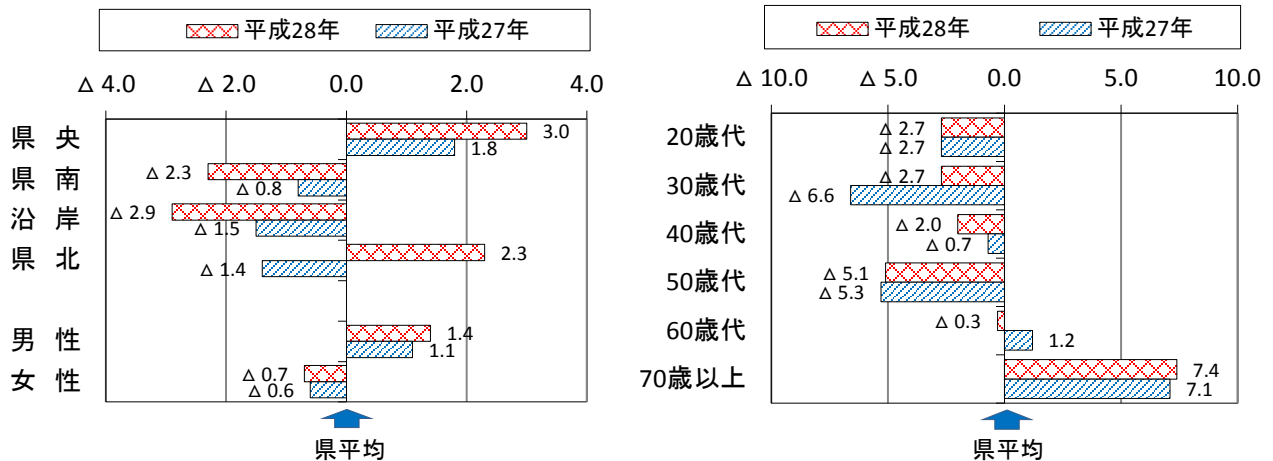 平成28年 平成27年
△ 4.0 △ 2.0 0.0 2.0 4.0
県 央 3.0
1.8
県 南 △ 2.3
△ 0.8
沿 岸 △ 2.9
△ 1.5
県 北 2.3
△ 1.4
男 性 1.4
1.1
女 性 △ 0.7
△ 0.6
県平均
平成28年 平成27年
△ 10.0 △ 5.0 0.0 5.0 10.0
20歳代 △ 2.7
△ 2.7
30歳代 △ 2.7
△ 6.6
40歳代 △ 2.0
△ 0.7
50歳代 △ 5.1
△ 5.3
60歳代 △ 0.3
1.2
70歳以上 7.4
7.1
県平均